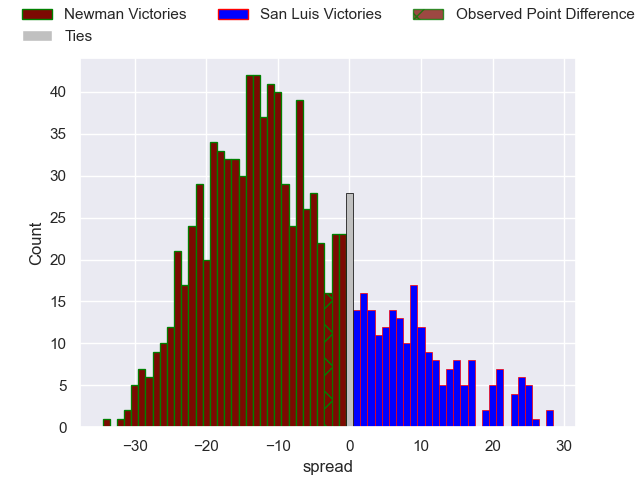 Newman Victories
San Luis Victories
Observed Point Difference
Ties
Count
40
35
30
25
20
15
10
5
0
−30
−20
−10
0
10
20
30
spread